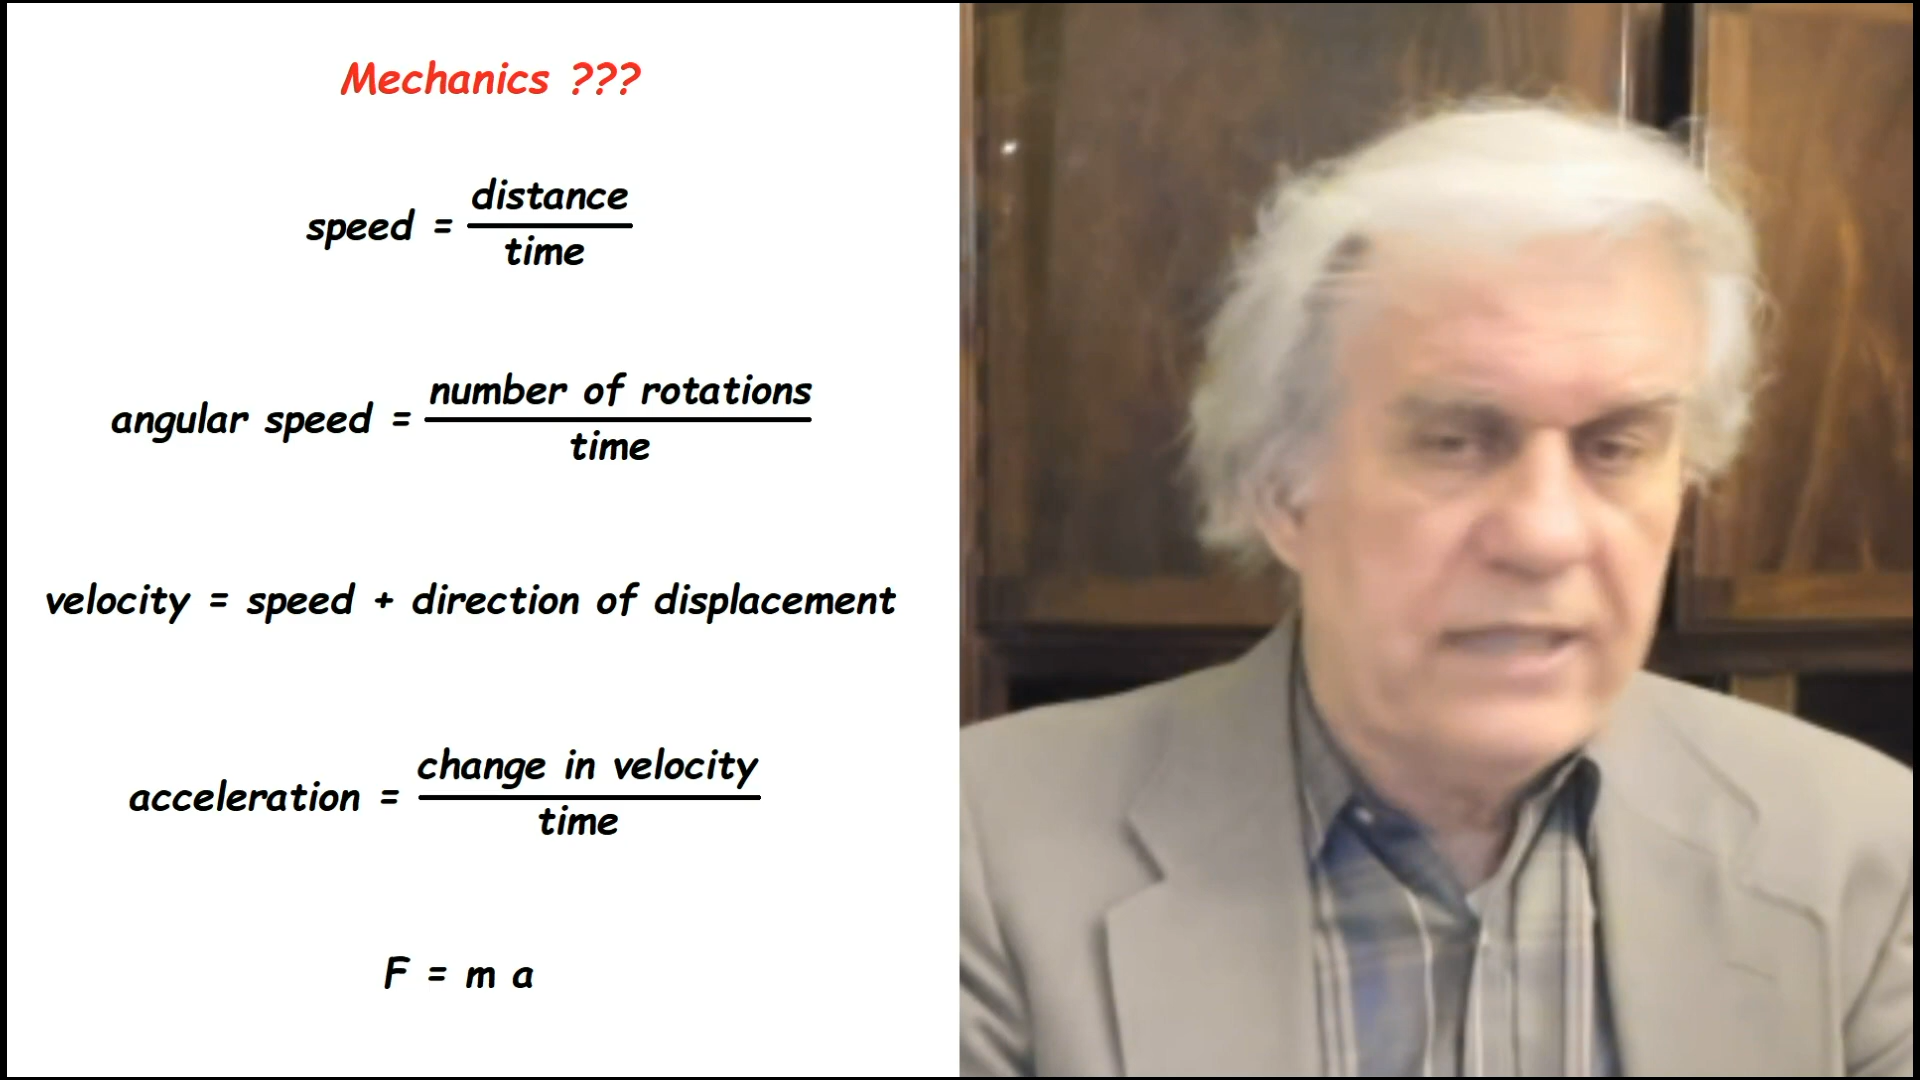 Mechanics ???
speed = distance
time
angular speed = number of rotations
time
velocity = speed + direction of displacement
acceleration = change in velocity
time
F = m a